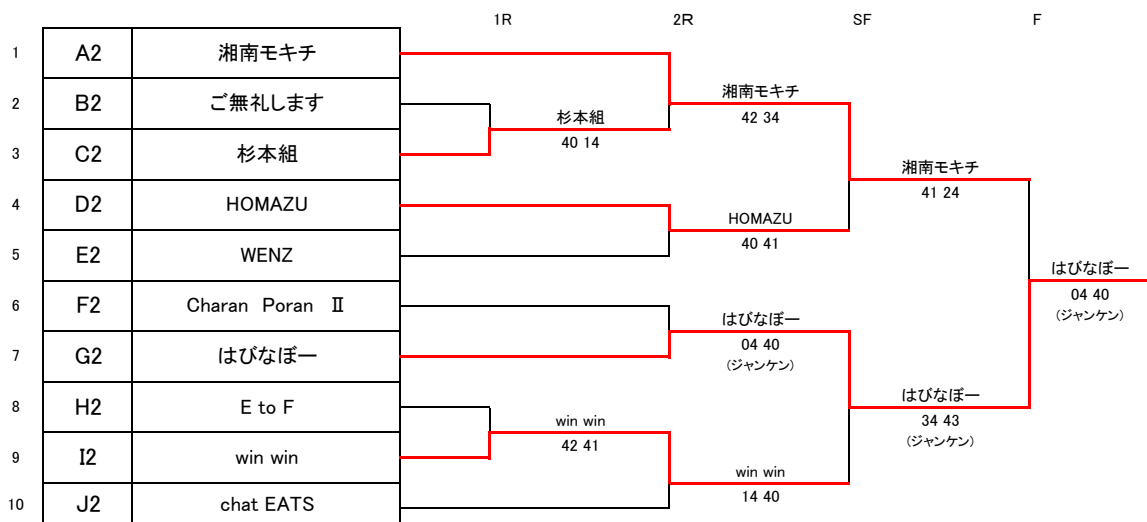 1R 2R SF F
1 A2 湘南モキチ
湘南モキチ
42 34
2 B2 ご無礼します
杉本組
40 14
3 C2 杉本組
湘南モキチ
41 24
4 D2 HOMAZU
HOMAZU
40 41
5 E2 WENZ
はびなぼー
04 40
(ジャンケン)
6 F2 Charan Poran Ⅱ
はびなぼー
04 40
(ジャンケン)
7 G2 はびなぼー
はびなぼー
34 43
(ジャンケン)
8 H2 E to F
win win
42 41
9 I2 win win
win win
14 40
10 J2 chat EATS